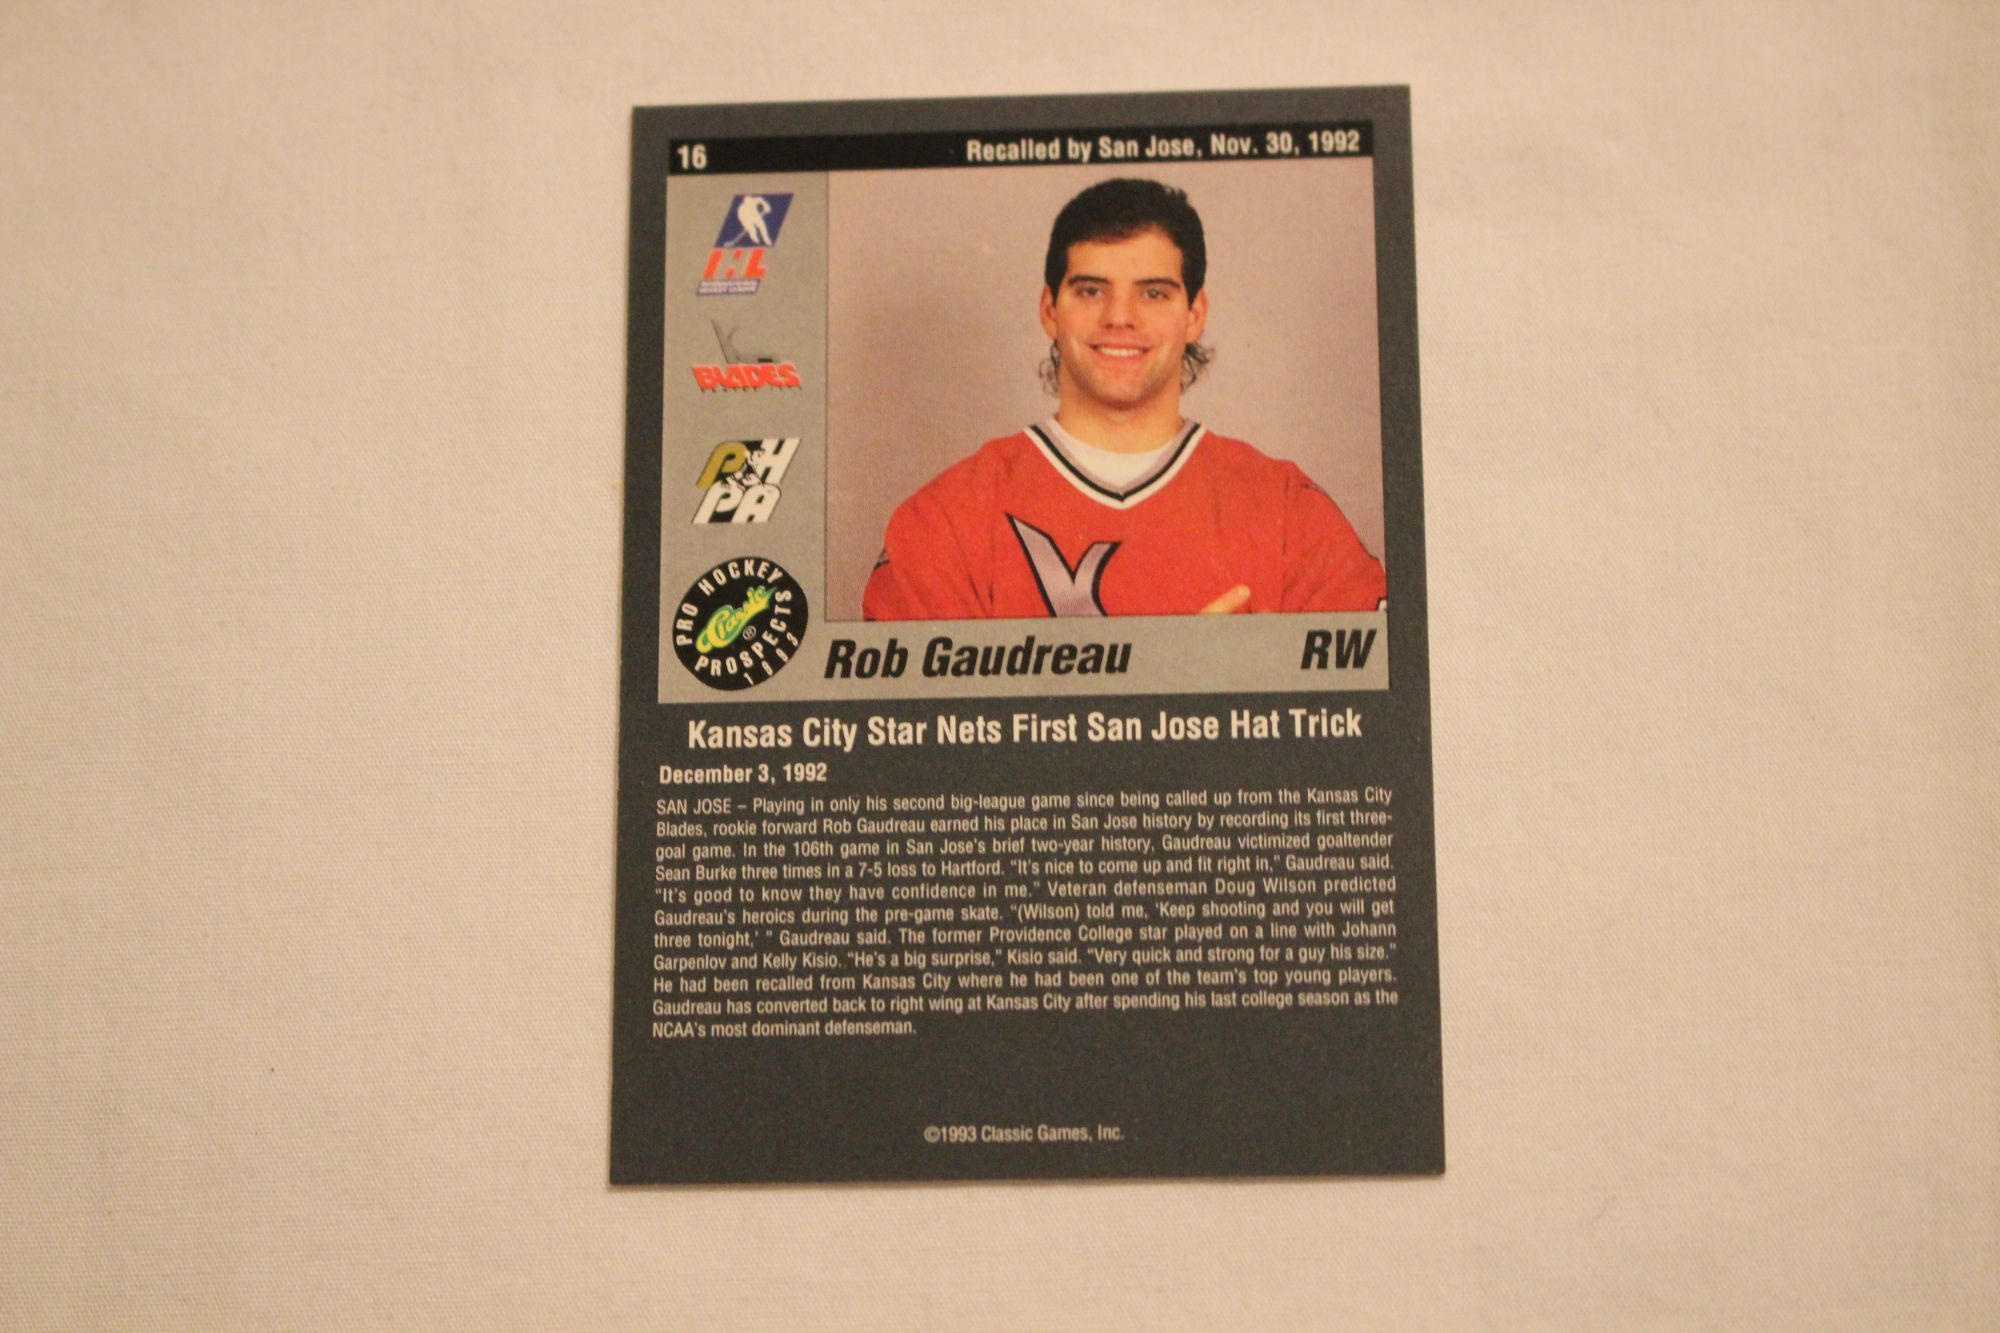 16
Recalled by San Jose, Nov. 30, 1992
IHL
INTERNATIONAL
HOCKEY LEAGUE
BLADES
PHPA
PRO HOCKEY
Classic
®
PROSPECTS
1993
Rob Gaudreau
RW
Kansas City Star Nets First San Jose Hat Trick
December 3, 1992
SAN JOSE – Playing in only his second big-league game since being called up from the Kansas City
Blades, rookie forward Rob Gaudreau earned his place in San Jose history by recording its first three-
goal game. In the 106th game in San Jose's brief two-year history, Gaudreau victimized goaltender
Sean Burke three times in a 7-5 loss to Hartford. "It's nice to come up and fit right in," Gaudreau said.
"It's good to know they have confidence in me." Veteran defenseman Doug Wilson predicted
Gaudreau's heroics during the pre-game skate. "(Wilson) told me, 'Keep shooting and you will get
three tonight,' " Gaudreau said. The former Providence College star played on a line with Johann
Garpenlov and Kelly Kisio. "He's a big surprise," Kisio said. "Very quick and strong for a guy his size."
He had been recalled from Kansas City where he had been one of the team's top young players.
Gaudreau has converted back to right wing at Kansas City after spending his last college season as the
NCAA's most dominant defenseman.
©1993 Classic Games, Inc.